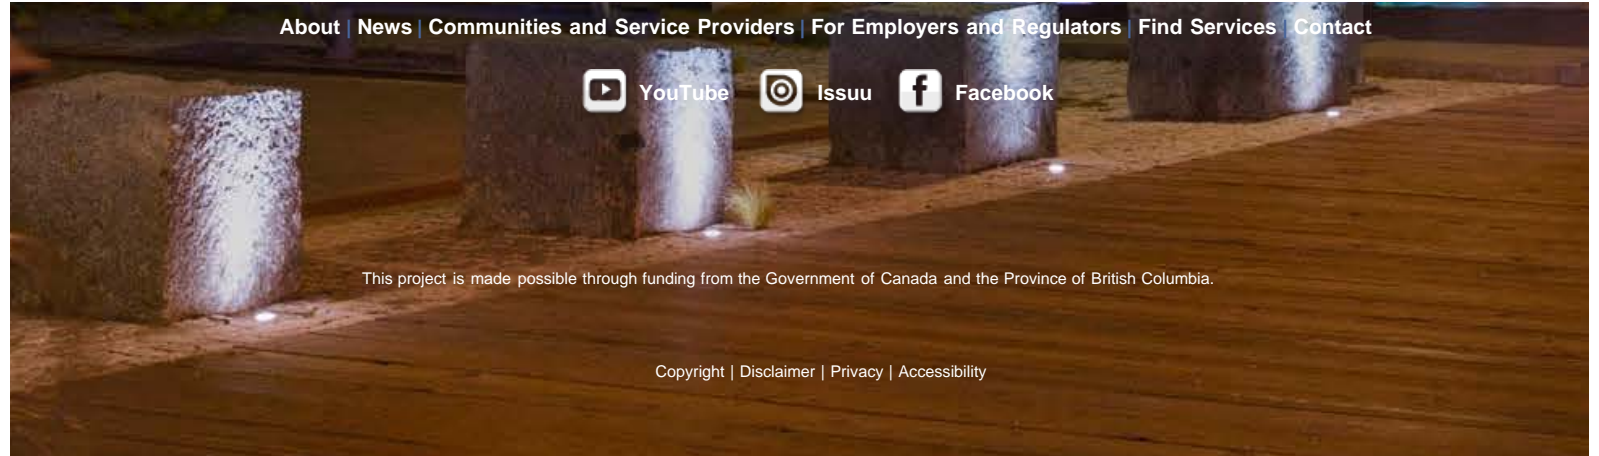 About | News | Communities and Service Providers | For Employers and Regulators | Find Services | Contact
YouTube Issuu Facebook
This project is made possible through funding from the Government of Canada and the Province of British Columbia.
Copyright | Disclaimer | Privacy | Accessibility